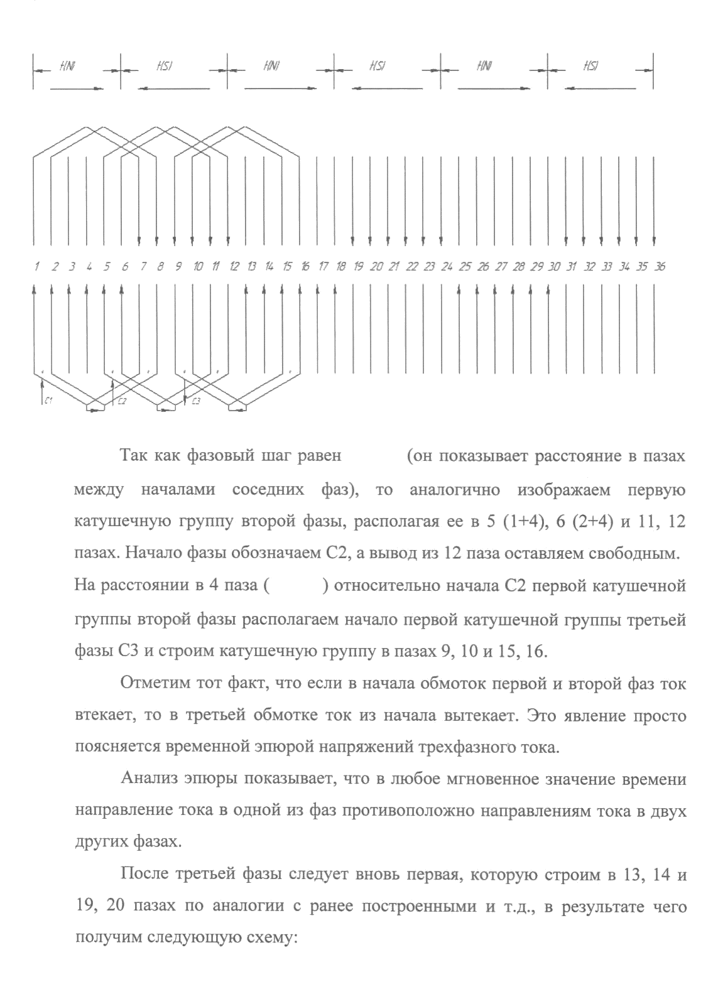 t(N) t(S) t(N) t(S) t(N) t(S)
1 2 3 4 5 6 7 8 9 10 11 12 13 14 15 16 17 18 19 20 21 22 23 24 25 26 27 28 29 30 31 32 33 34 35 36
C1 C2 C3
Так как фазовый шаг равен (он показывает расстояние в пазах
между началами соседних фаз), то аналогично изображаем первую
катушечную группу второй фазы, располагая ее в 5 (1+4), 6 (2+4) и 11, 12
пазах. Начало фазы обозначаем С2, а вывод из 12 паза оставляем свободным.
На расстоянии в 4 паза ( ) относительно начала С2 первой катушечной
группы второй фазы располагаем начало первой катушечной группы третьей
фазы С3 и строим катушечную группу в пазах 9, 10 и 15, 16.
Отметим тот факт, что если в начала обмоток первой и второй фаз ток
втекает, то в третьей обмотке ток из начала вытекает. Это явление просто
поясняется временной эпюрой напряжений трехфазного тока.
Анализ эпюры показывает, что в любое мгновенное значение времени
направление тока в одной из фаз противоположно направлениям тока в двух
других фазах.
После третьей фазы следует вновь первая, которую строим в 13, 14 и
19, 20 пазах по аналогии с ранее построенными и т.д., в результате чего
получим следующую схему: